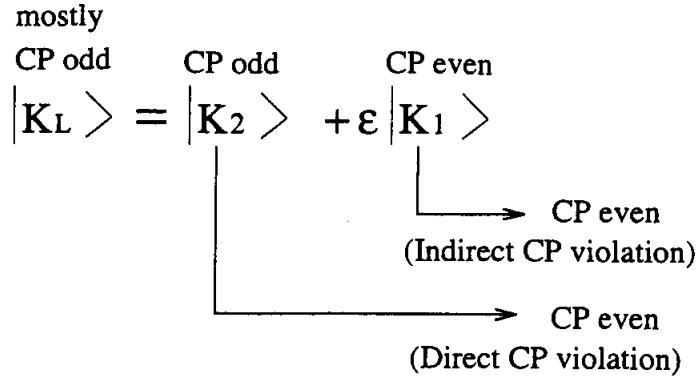 mostly
CP odd CP odd CP even
|KL > = |K2 > + ε |K1 >
CP even
(Indirect CP violation)
CP even
(Direct CP violation)